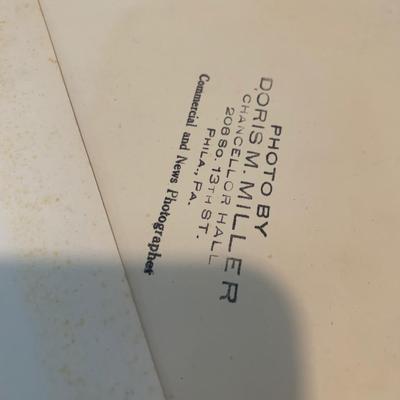 PHOTO BY
DORIS M. MILLER
CHANCELLOR HALL
208 SO. 13TH ST.
PHILA., PA.
Commercial and News Photographer